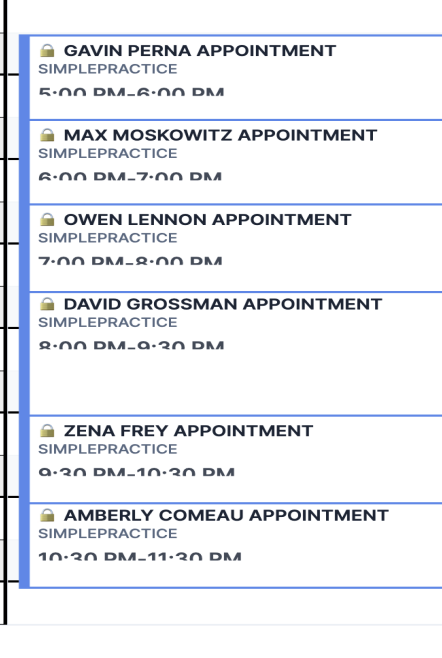 GAVIN PERNA APPOINTMENT
SIMPLEPRACTICE
5:00 PM-6:00 PM
MAX MOSKOWITZ APPOINTMENT
SIMPLEPRACTICE
6:00 PM-7:00 PM
OWEN LENNON APPOINTMENT
SIMPLEPRACTICE
7:00 PM-8:00 PM
DAVID GROSSMAN APPOINTMENT
SIMPLEPRACTICE
8:00 PM-9:30 PM
ZENA FREY APPOINTMENT
SIMPLEPRACTICE
9:30 PM-10:30 PM
AMBERLY COMEAU APPOINTMENT
SIMPLEPRACTICE
10:30 PM-11:30 PM